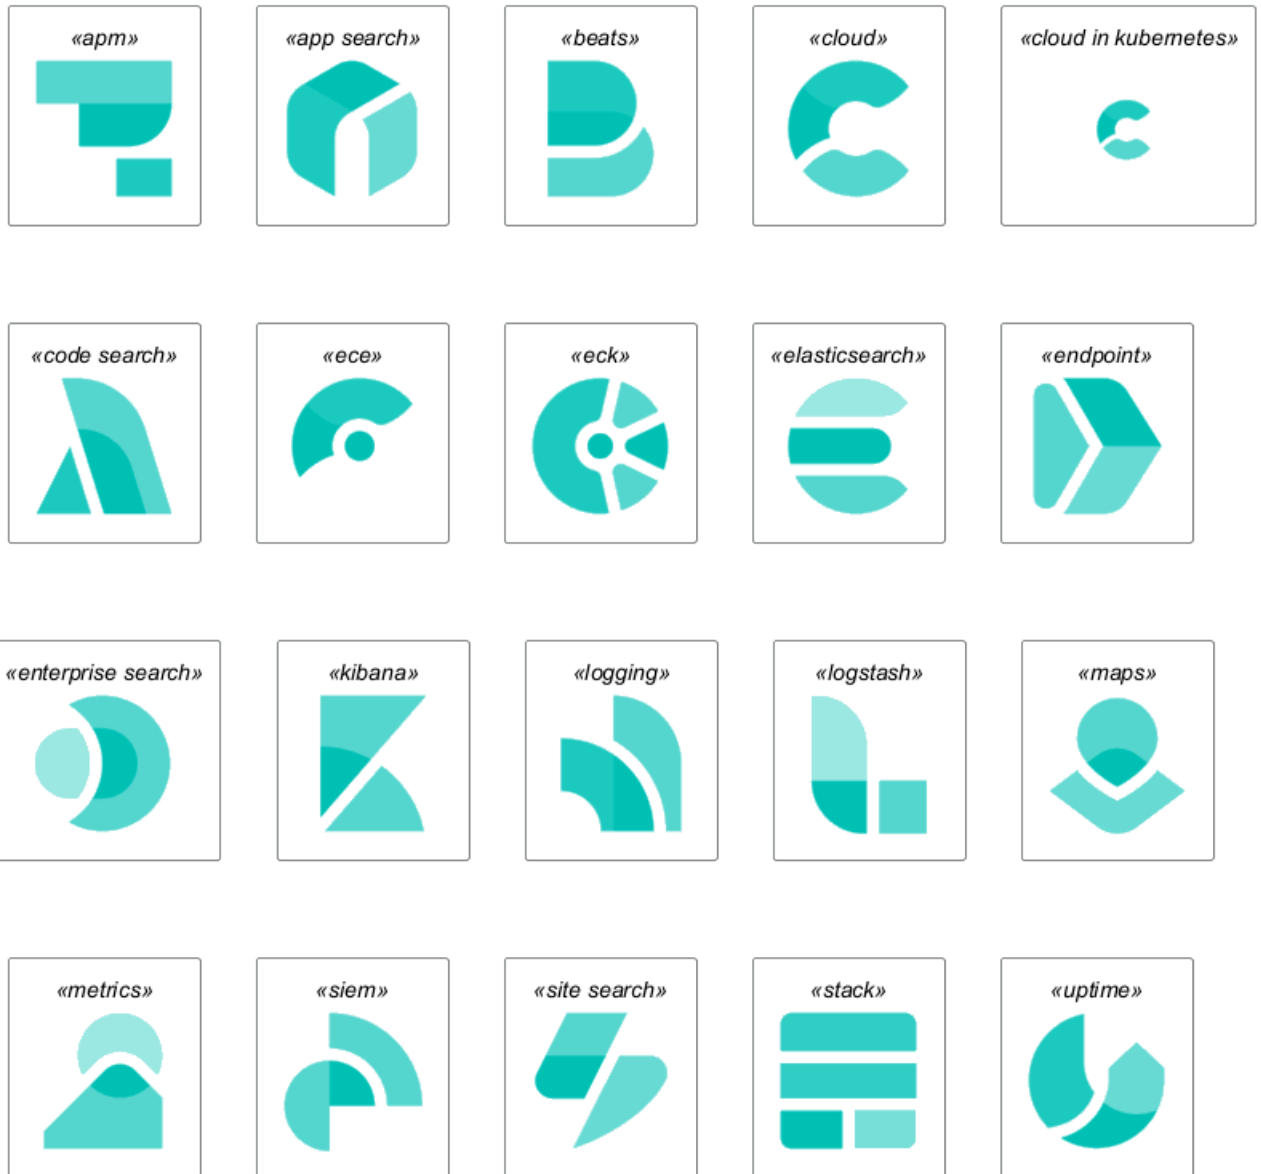 «apm»
«app search»
«beats»
«cloud»
«cloud in kubernetes»
«code search»
«ece»
«eck»
«elasticsearch»
«endpoint»
«enterprise search»
«kibana»
«logging»
«logstash»
«maps»
«metrics»
«siem»
«site search»
«stack»
«uptime»